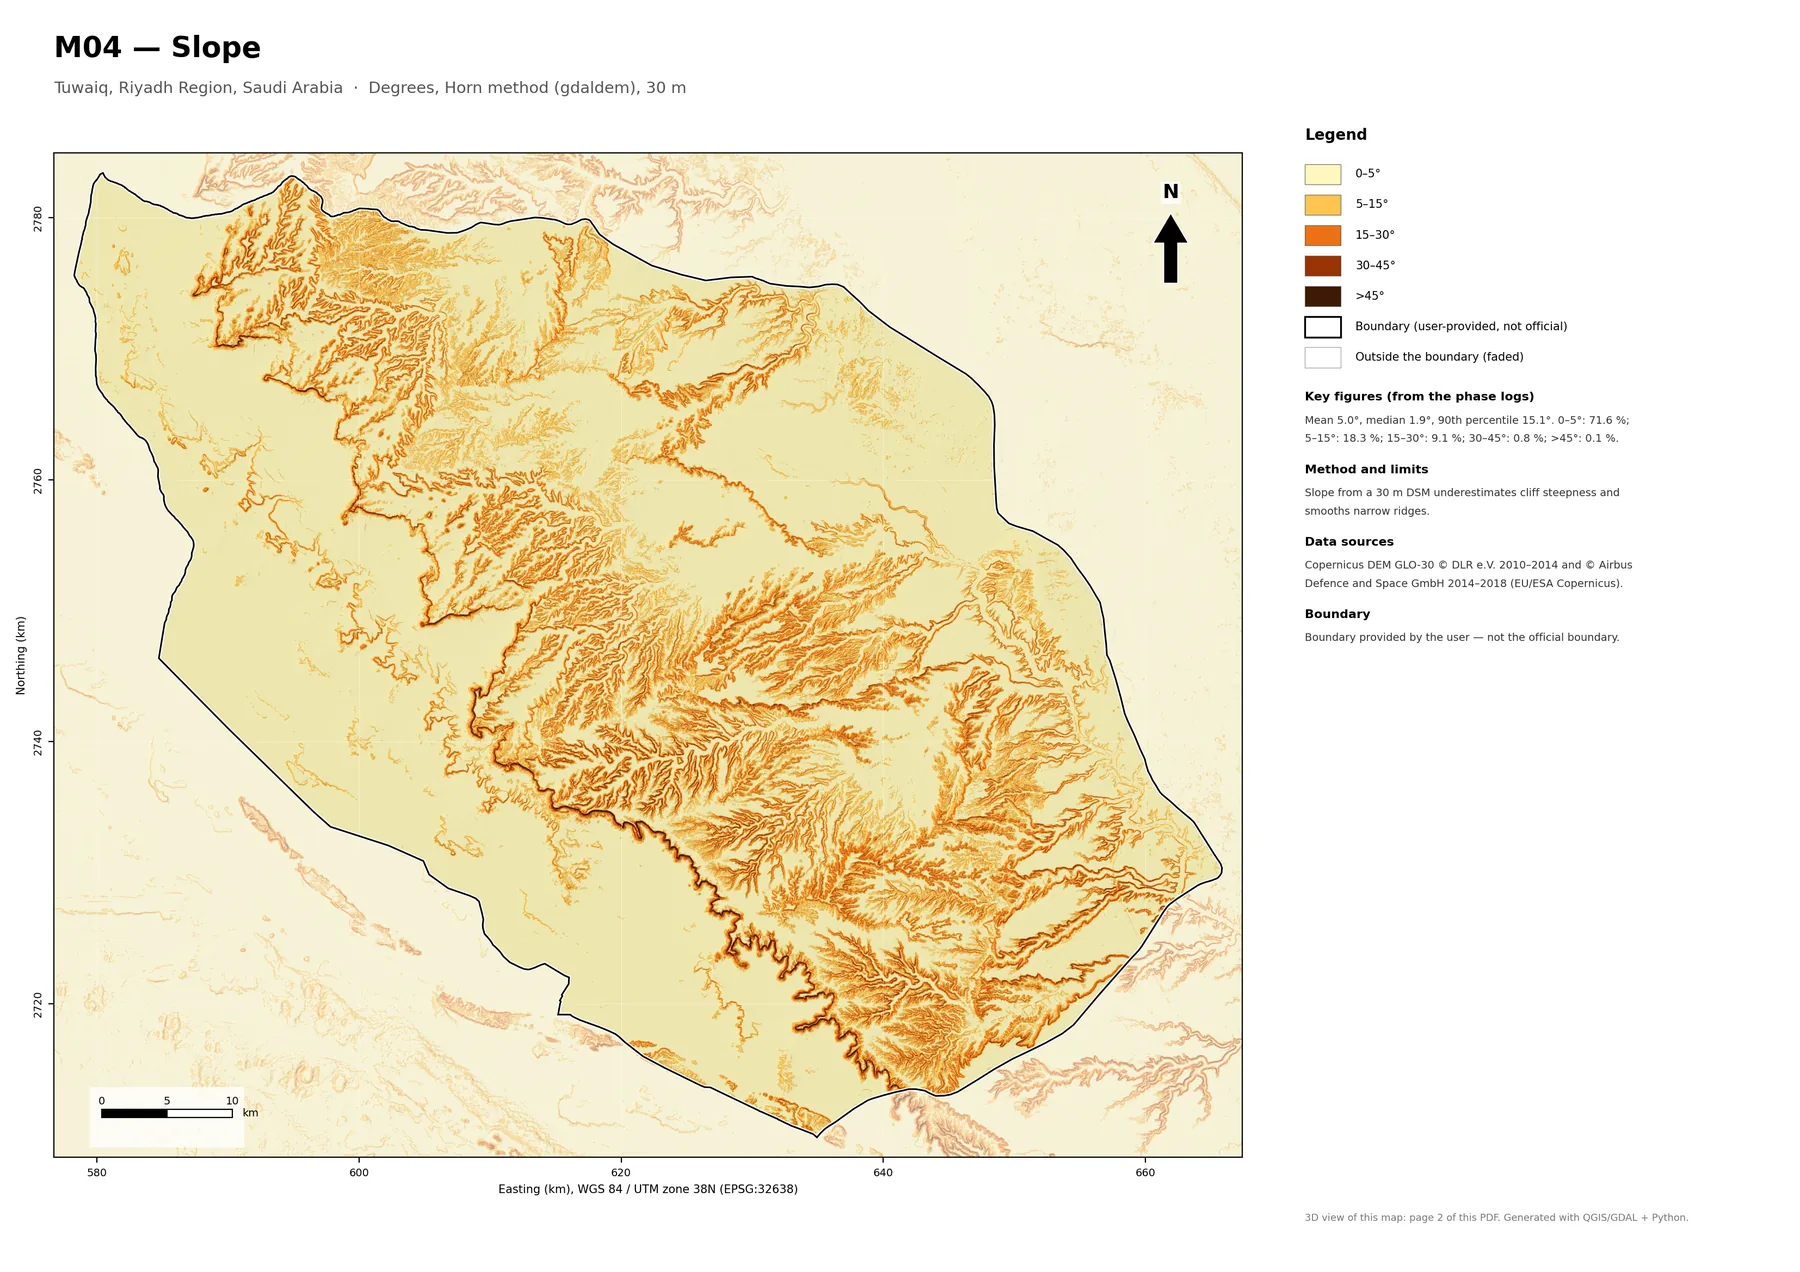 M04 — Slope
Tuwaiq, Riyadh Region, Saudi Arabia · Degrees, Horn method (gdaldem), 30 m
N
2780
2760
2740
2720
Northing (km)
0 5 10
km
580 600 620 640 660
Easting (km), WGS 84 / UTM zone 38N (EPSG:32638)
Legend
0–5°
5–15°
15–30°
30–45°
>45°
Boundary (user-provided, not official)
Outside the boundary (faded)
Key figures (from the phase logs)
Mean 5.0°, median 1.9°, 90th percentile 15.1°. 0–5°: 71.6 %;
5–15°: 18.3 %; 15–30°: 9.1 %; 30–45°: 0.8 %; >45°: 0.1 %.
Method and limits
Slope from a 30 m DSM underestimates cliff steepness and
smooths narrow ridges.
Data sources
Copernicus DEM GLO-30 © DLR e.V. 2010–2014 and © Airbus
Defence and Space GmbH 2014–2018 (EU/ESA Copernicus).
Boundary
Boundary provided by the user — not the official boundary.
3D view of this map: page 2 of this PDF. Generated with QGIS/GDAL + Python.